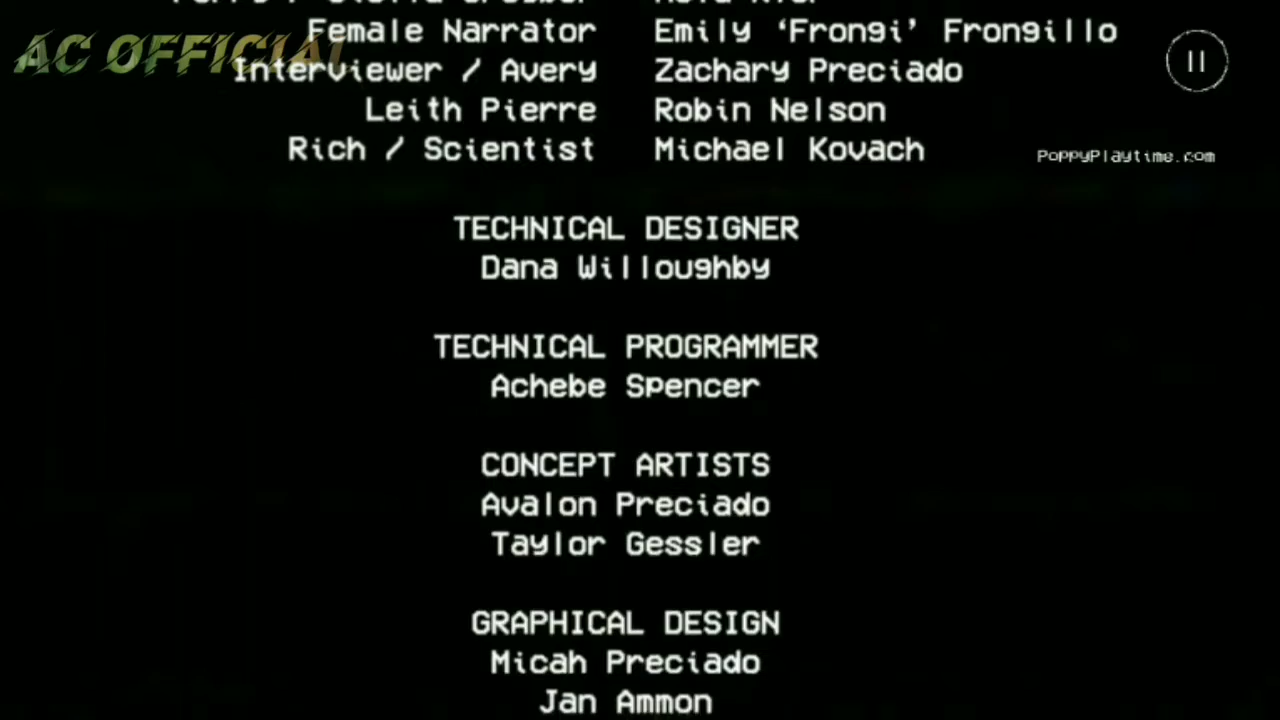 Female Narrator Emily ‘Frongi’ Frongillo
AC OFFICIAL
Interviewer / Avery Zachary Preciado
Leith Pierre Robin Nelson
Rich / Scientist Michael Kovach
PoppyPlaytime.com
TECHNICAL DESIGNER
Dana Willoughby
TECHNICAL PROGRAMMER
Achebe Spencer
CONCEPT ARTISTS
Avalon Preciado
Taylor Gessler
GRAPHICAL DESIGN
Micah Preciado
Jan Ammon